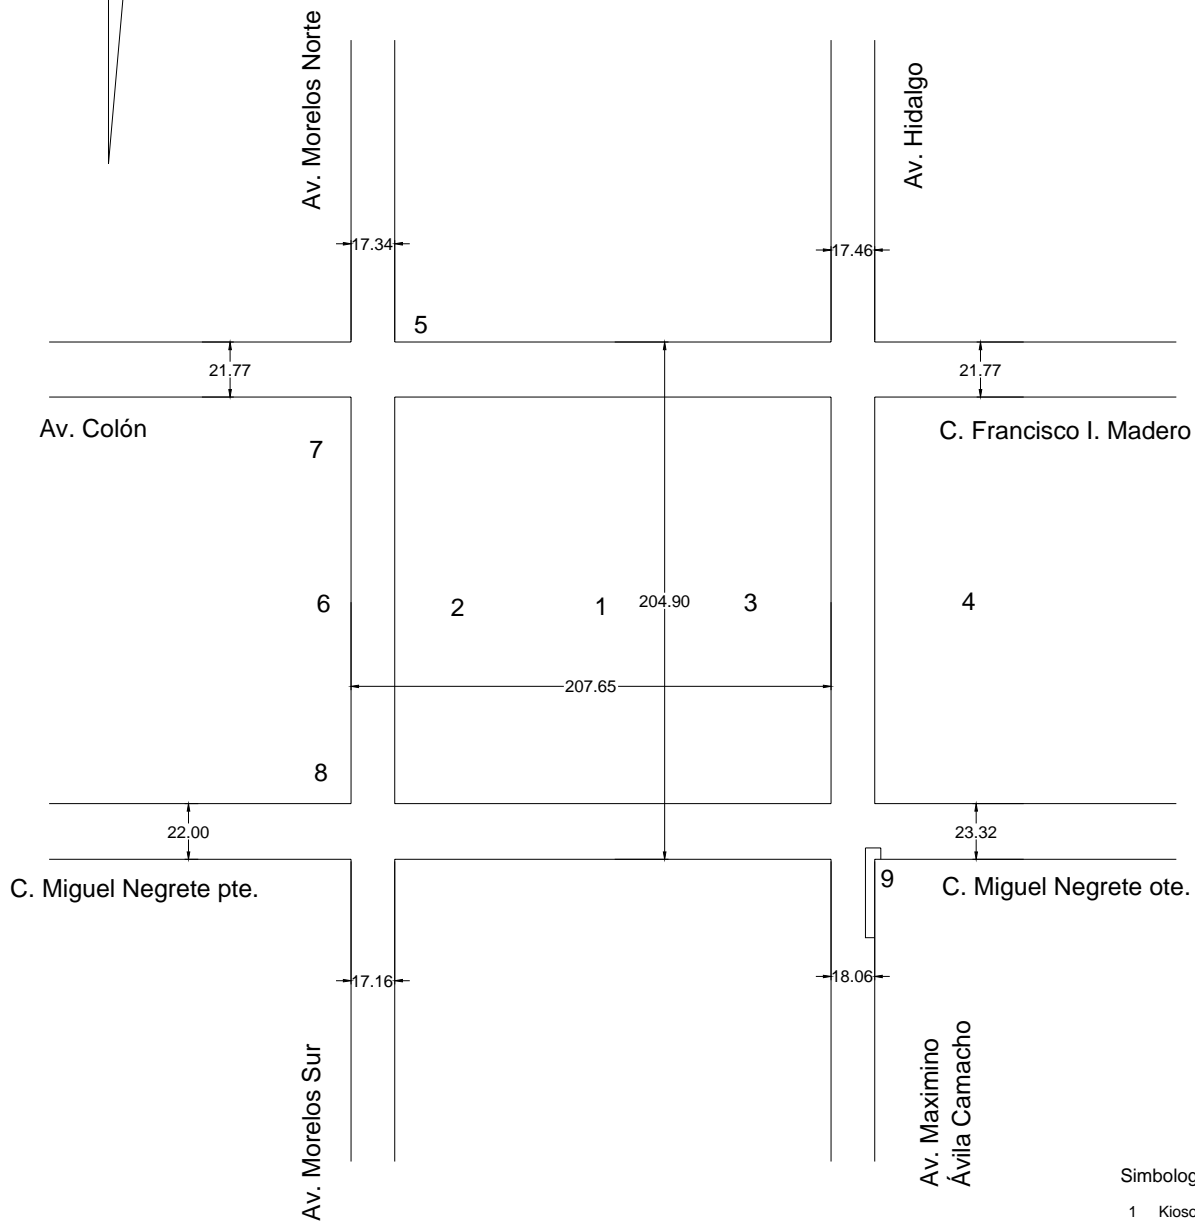 Av. Morelos Norte
Av. Hidalgo
17.34
17.46
5
21.77
21.77
Av. Colón
C. Francisco I. Madero
7
6
2
1
204.90
3
4
207.65
8
22.00
23.32
9
C. Miguel Negrete pte.
C. Miguel Negrete ote.
17.16
18.06
Av. Morelos Sur
Av. Maximino
Ávila Camacho
1